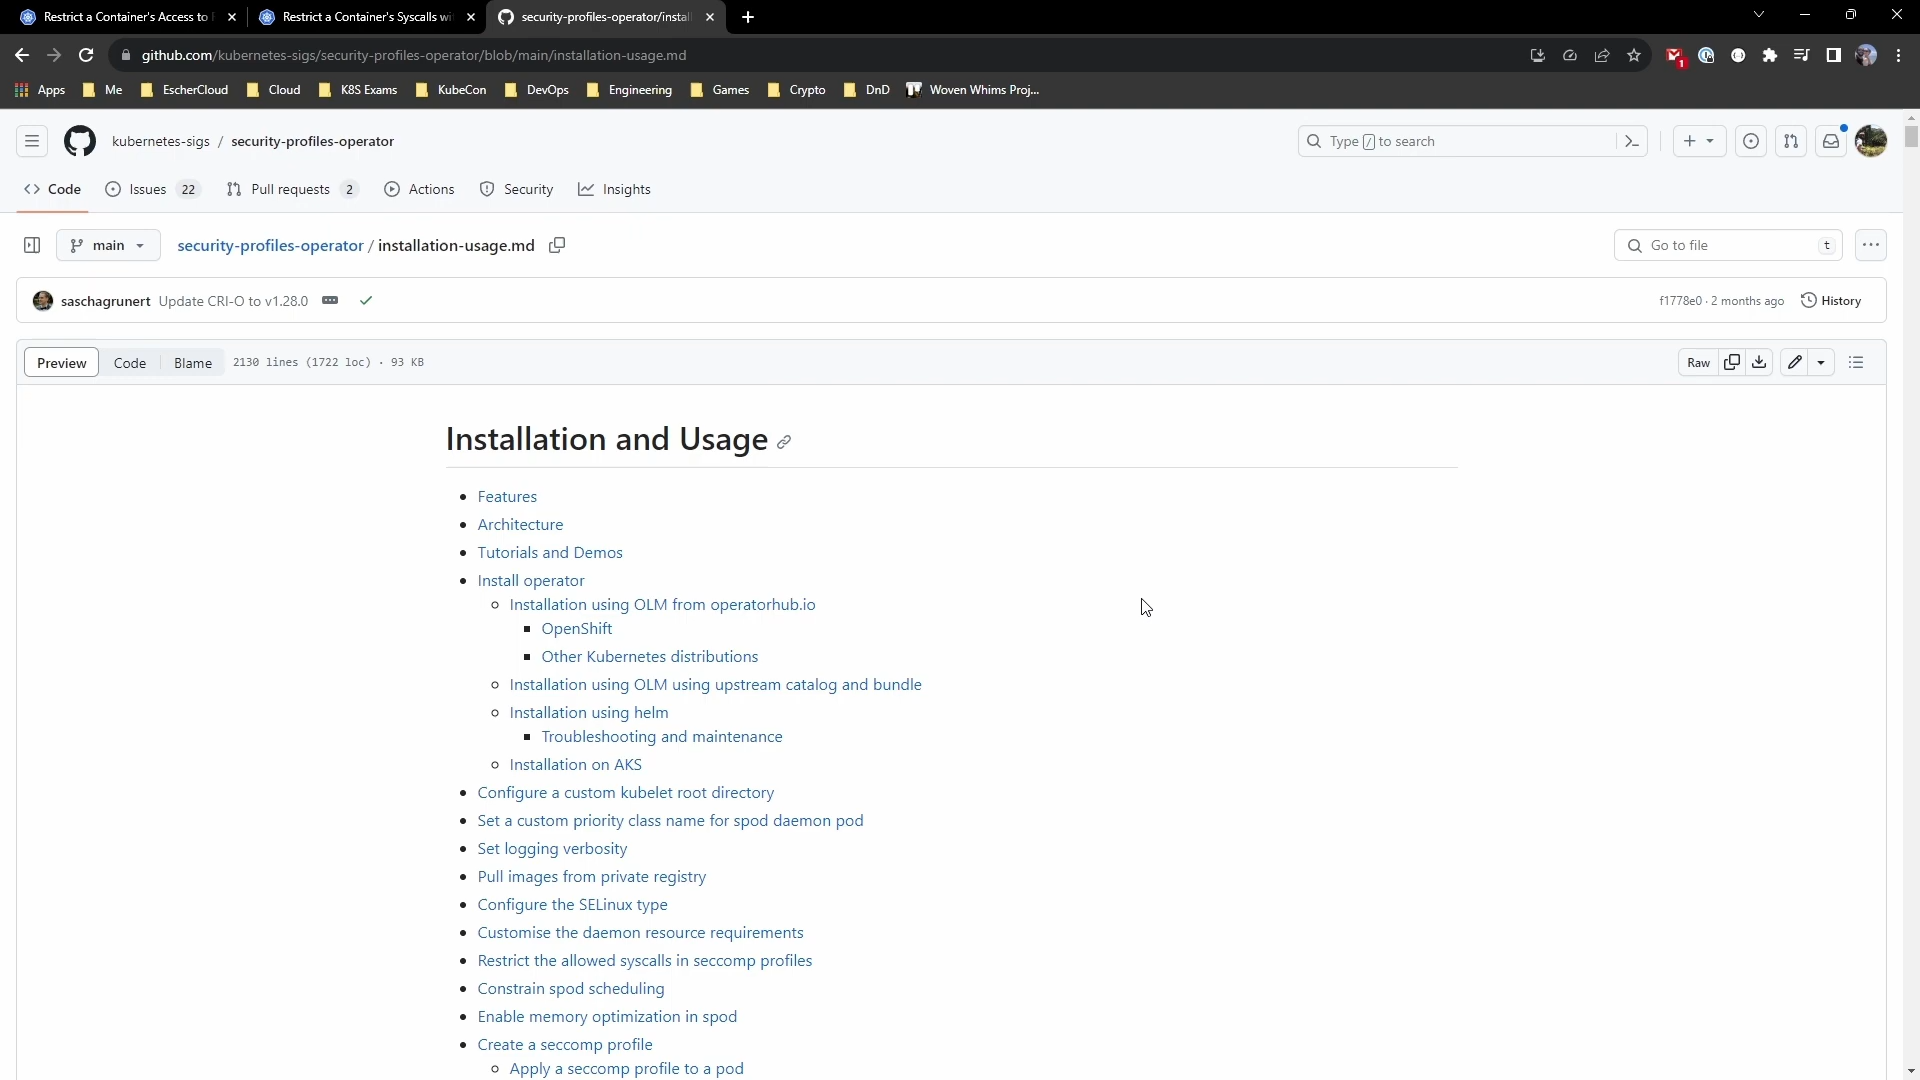 Restrict a Container's Access to
Restrict a Container's Syscalls wi
security-profiles-operator/instal
github.com/kubernetes-sigs/security-profiles-operator/blob/main/installation-usage.md
1
Apps
Me
EscherCloud
Cloud
K8S Exams
KubeCon
DevOps
Engineering
Games
Crypto
DnD
Woven Whims Proj...
kubernetes-sigs / security-profiles-operator
Type / to search
Code
Issues 22
Pull requests 2
Actions
Security
Insights
main
security-profiles-operator / installation-usage.md
Go to file
t
saschagrunert Update CRI-O to v1.28.0
f1778e0 · 2 months ago
History
Preview
Code
Blame
2130 lines (1722 loc) · 93 KB
Raw
Installation and Usage
Features
Architecture
Tutorials and Demos
Install operator
Installation using OLM from operatorhub.io
OpenShift
Other Kubernetes distributions
Installation using OLM using upstream catalog and bundle
Installation using helm
Troubleshooting and maintenance
Installation on AKS
Configure a custom kubelet root directory
Set a custom priority class name for spod daemon pod
Set logging verbosity
Pull images from private registry
Configure the SELinux type
Customise the daemon resource requirements
Restrict the allowed syscalls in seccomp profiles
Constrain spod scheduling
Enable memory optimization in spod
Create a seccomp profile
Apply a seccomp profile to a pod